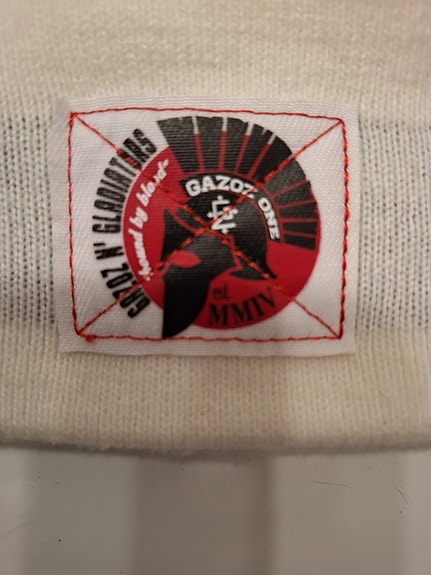 GAZOZ N' GLADIATORS
-bound by blood-
GAZOZ ONE
est.
MMIV